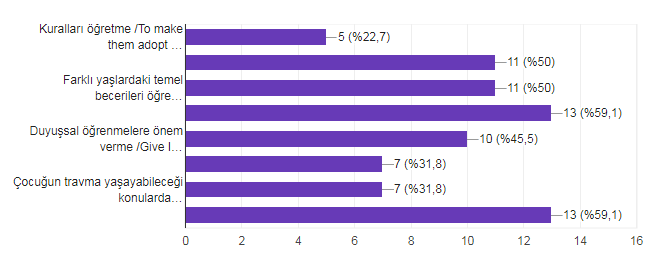 Kuralları öğretme /To make
them adopt …
5 (%22,7)
11 (%50)
Farklı yaşlardaki temel
becerileri öğre…
11 (%50)
13 (%59,1)
Duyuşsal öğrenmelere önem
verme /Give I…
10 (%45,5)
7 (%31,8)
Çocuğun travma yaşayabileceği
konularda…
7 (%31,8)
13 (%59,1)
0 2 4 6 8 10 12 14 16